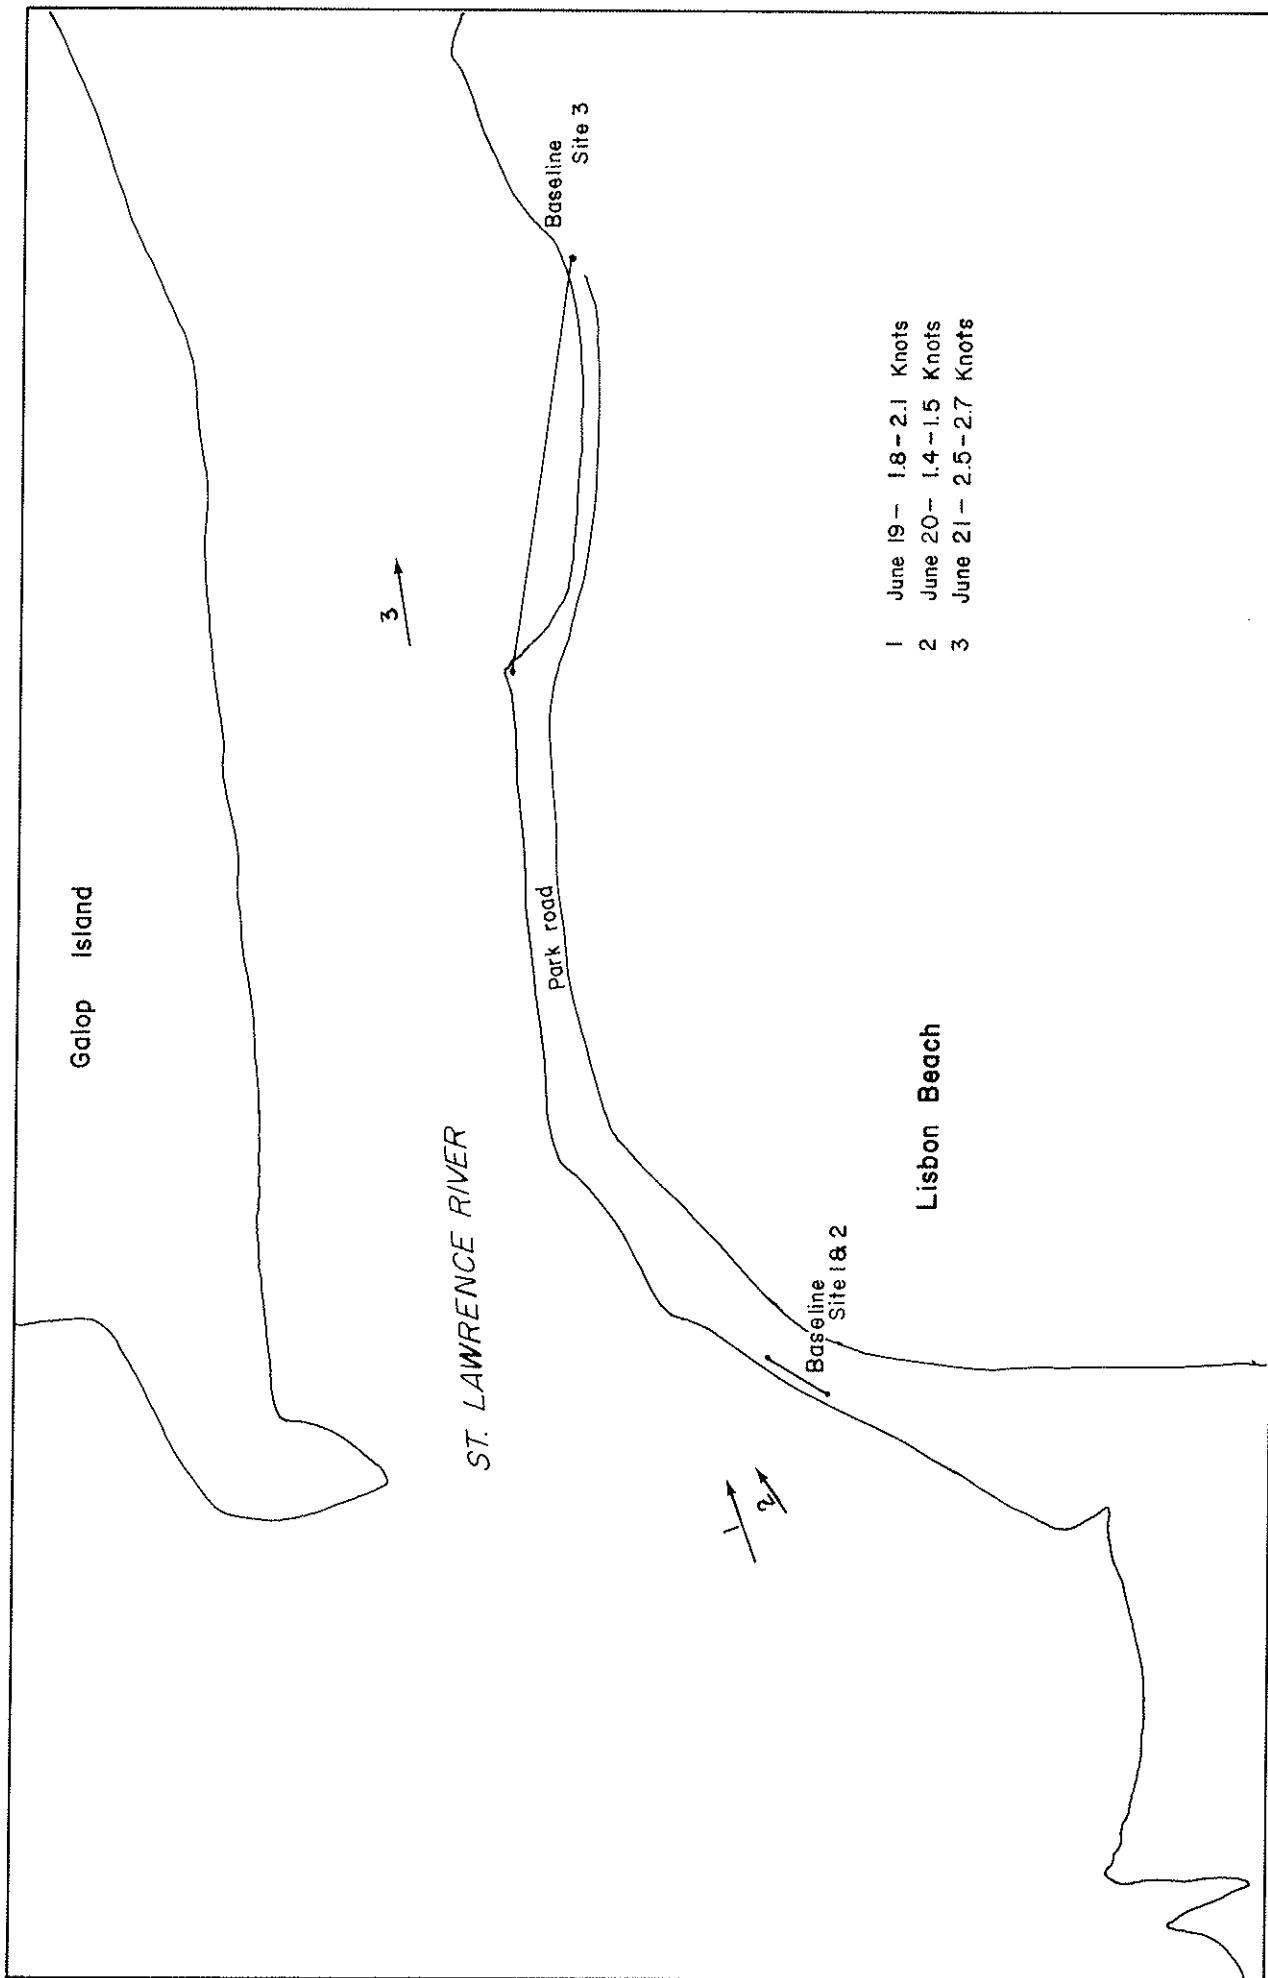 Galop Island
ST. LAWRENCE RIVER
3
Baseline
Site 3
Park road
1
2
Baseline
Site 1 & 2
Lisbon Beach
1 June 19 - 1.8 - 2.1 Knots
2 June 20 - 1.4 - 1.5 Knots
3 June 21 - 2.5 - 2.7 Knots